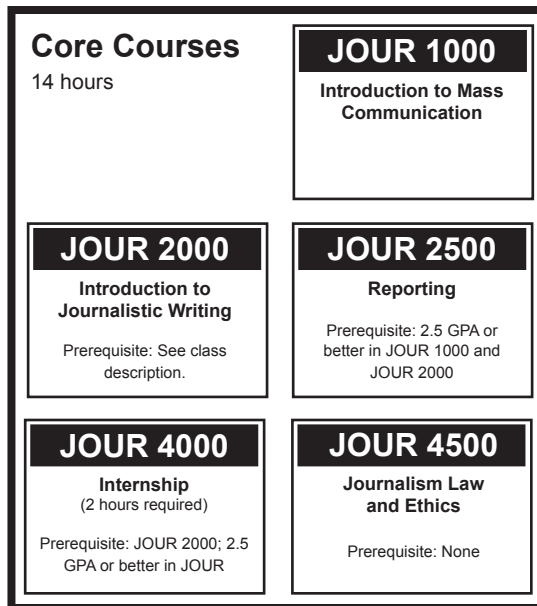 Core Courses
14 hours
JOUR 1000
Introduction to Mass
Communication
JOUR 2000
Introduction to
Journalistic Writing
Prerequisite: See class
description.
JOUR 2500
Reporting
Prerequisite: 2.5 GPA or
better in JOUR 1000 and
JOUR 2000
JOUR 4000
Internship
(2 hours required)
Prerequisite: JOUR 2000; 2.5
GPA or better in JOUR
JOUR 4500
Journalism Law
and Ethics
Prerequisite: None